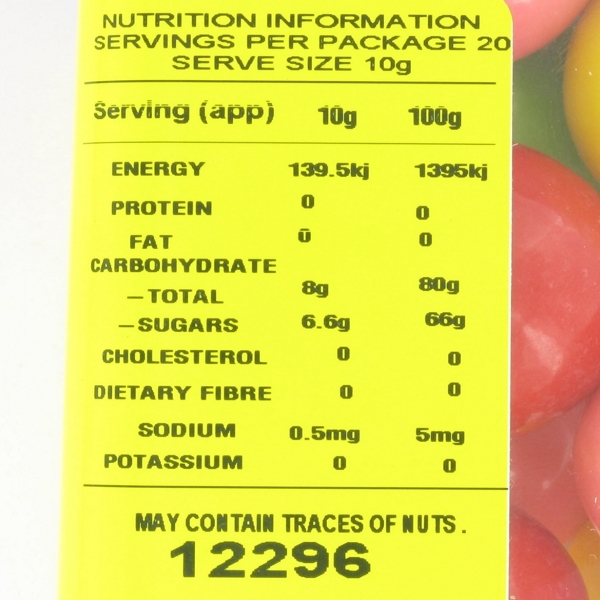 NUTRITION INFORMATION
SERVINGS PER PACKAGE 20
SERVE SIZE 10g
Serving (app) 10g 100g
ENERGY 139.5kj 1395kj
PROTEIN 0 0
FAT 0 0
CARBOHYDRATE
–TOTAL 8g 80g
–SUGARS 6.6g 66g
CHOLESTEROL 0 0
DIETARY FIBRE 0 0
SODIUM 0.5mg 5mg
POTASSIUM 0 0
MAY CONTAIN TRACES OF NUTS.
12296